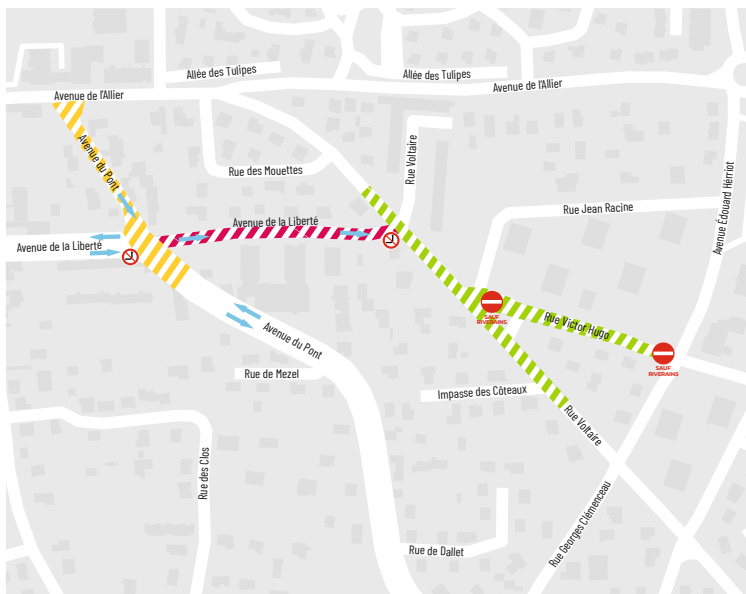 Allée des Tulipes
Allée des Tulipes
Avenue de l'Allier
Avenue de l'Allier
Avenue du Pont
Rue Voltaire
Rue des Mouettes
Avenue Édouard Hérriot
Rue Jean Racine
Avenue de la Liberté
Avenue de la Liberté
SAUF
RIVERAINS
Rue Victor Hugo
Avenue du Pont
SAUF
RIVERAINS
Rue de Mezel
Impasse des Côteaux
Rue Voltaire
Rue des Clos
Rue Georges Clémenceau
Rue de Dallet